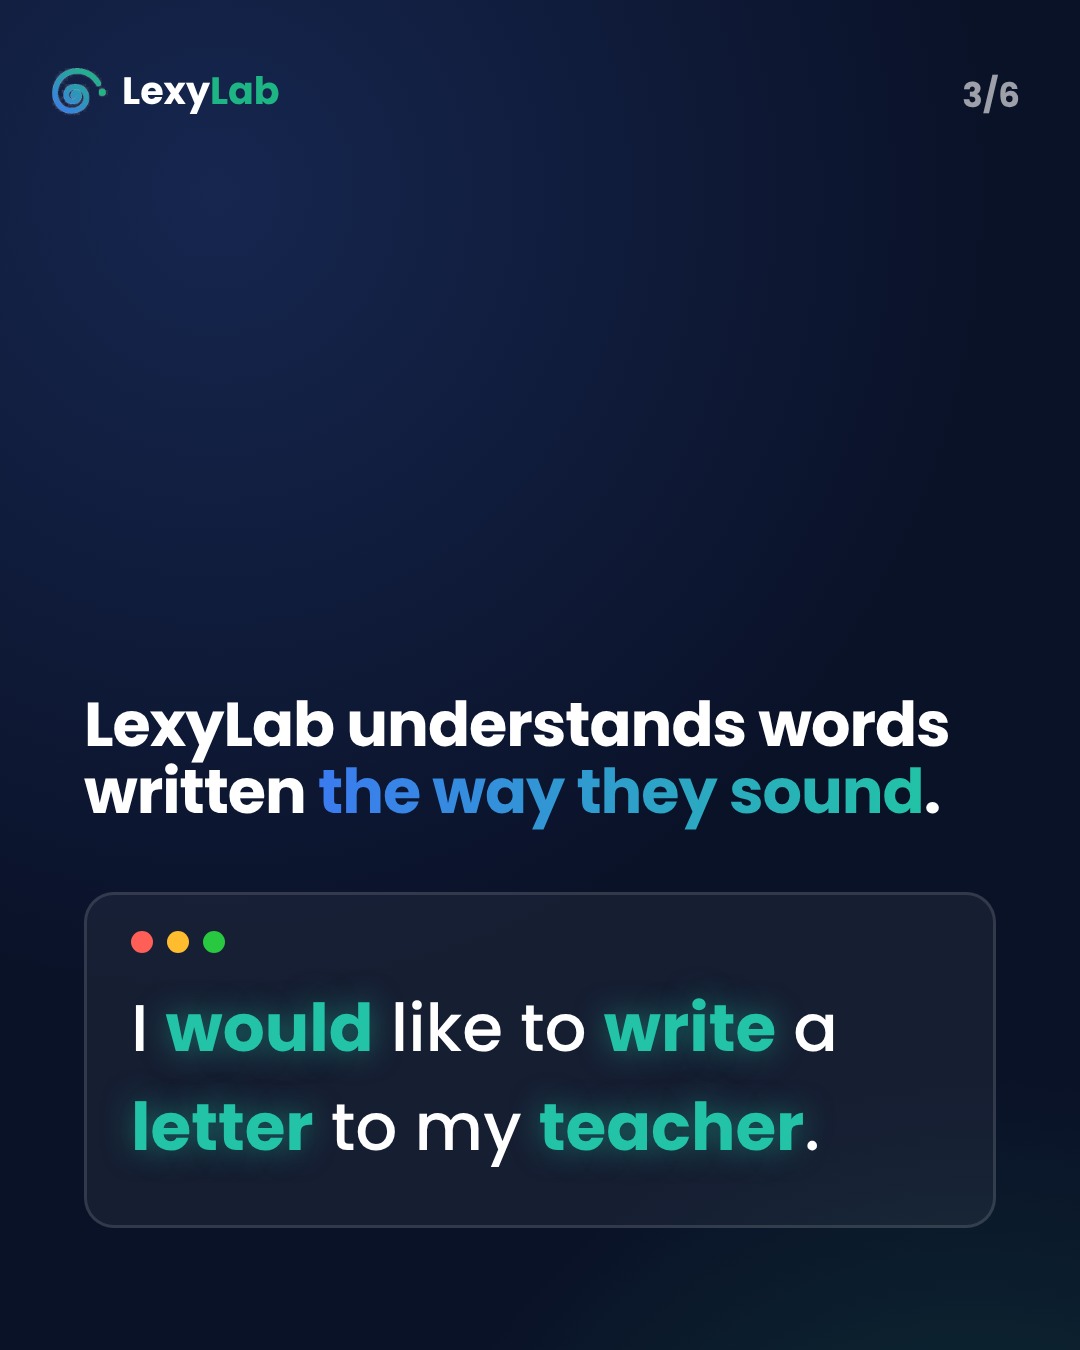 LexyLab
3/6
LexyLab understands words
written the way they sound.
I would like to write a
letter to my teacher.